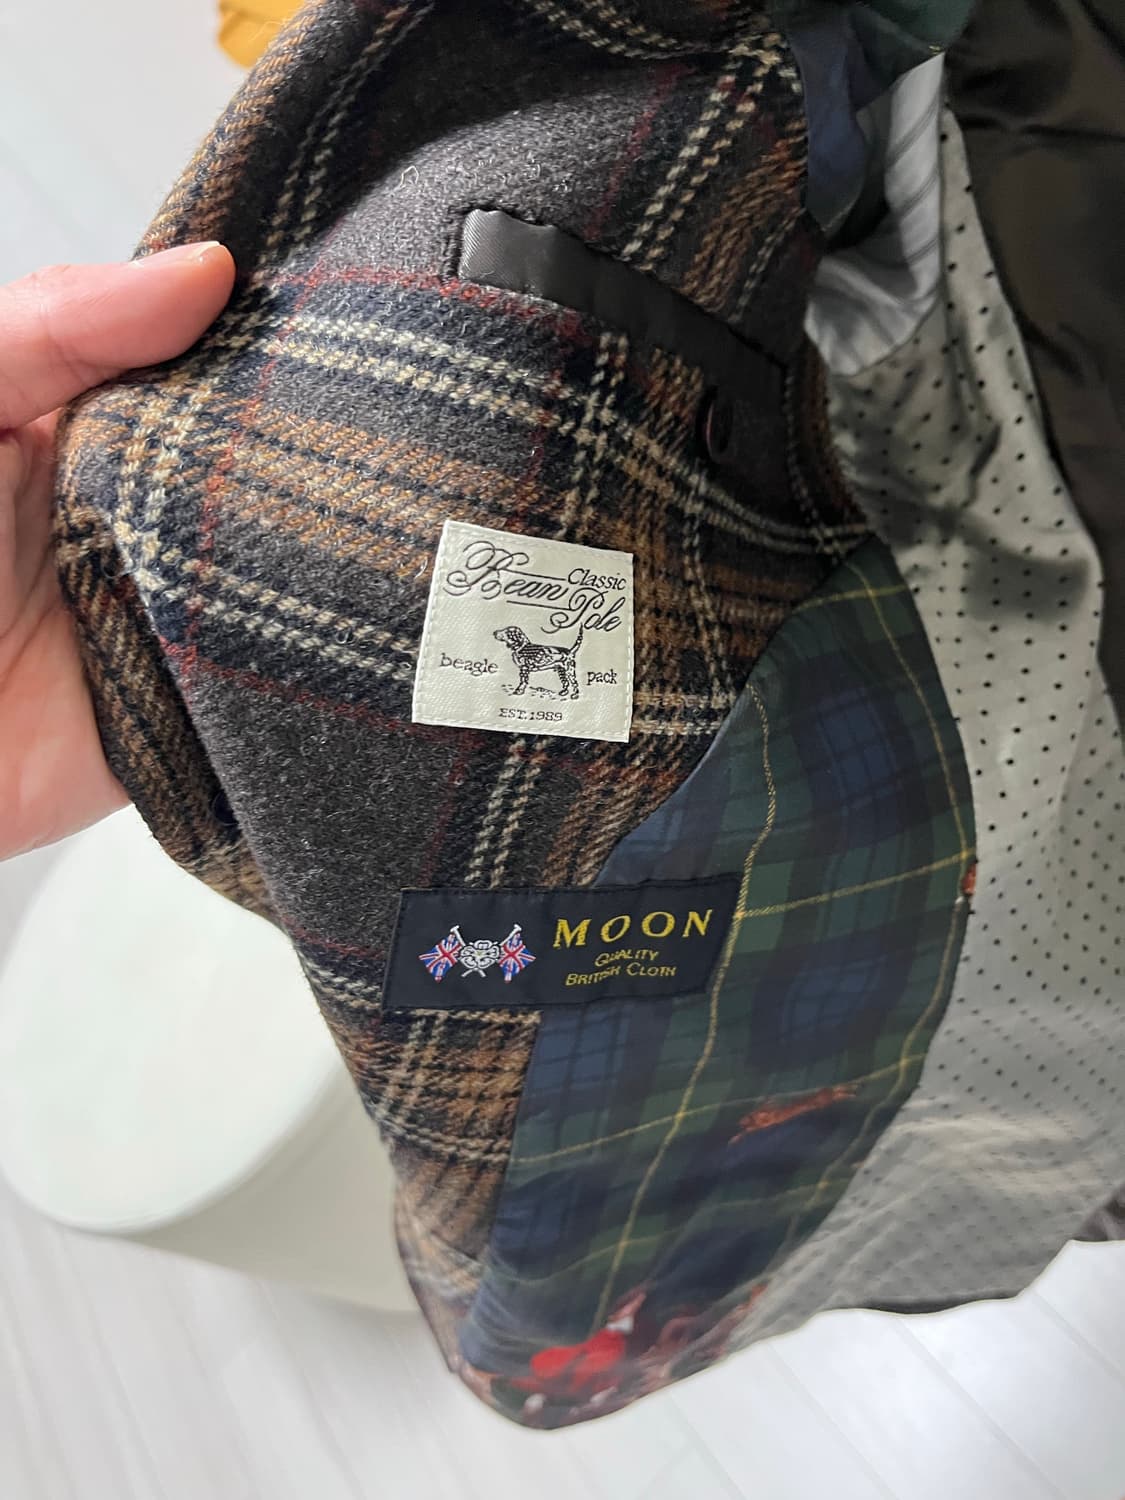 Classic
Bean Pole
beagle pack
EST.1989
MOON
QUALITY
BRITISH CLOTH